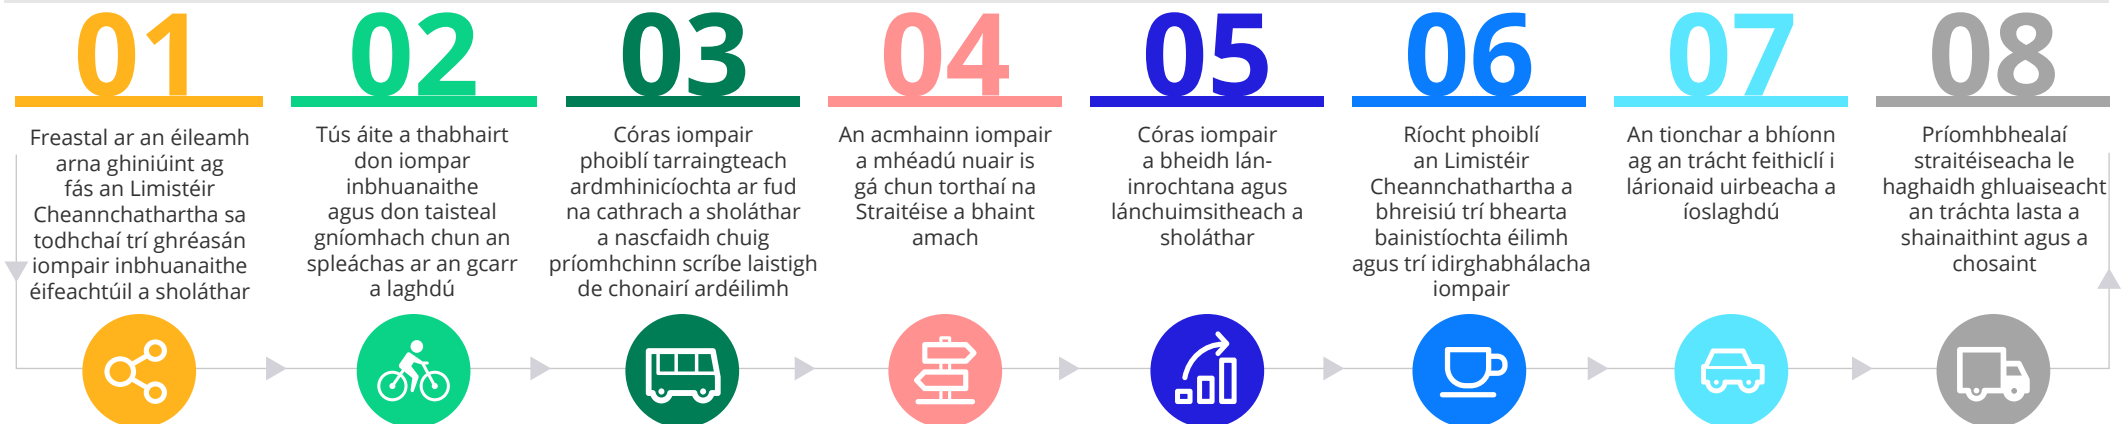 01
Freastal ar an éileamh
arna ghiniúint ag
fás an Limistéir
Cheannchathartha sa
todhchaí trí ghréasán
iompair inbhuanaithe
éifeachtúil a sholáthar
02
Tús áite a thabhairt
don iompar
inbhuanaithe
agus don taisteal
gníomhach chun an
spleáchas ar an gcarr
a laghdú
03
Córas iompair
phoiblí tarraingteach
ardmhinicíochta ar fud
na cathrach a sholáthar
a nascfaidh chuig
príomhchinn scríbe laistigh
de chonairí ardéilimh
04
An acmhainn iompair
a mhéadú nuair is
gá chun torthaí na
Straitéise a bhaint
amach
05
Córas iompair
a bheidh lán-
inrochtana agus
lánchuimsitheach a
sholáthar
06
Ríocht phoiblí
an Limistéir
Cheannchathartha a
bhreisiú trí bhearta
bainistíochta éilimh
agus trí idirghabhálacha
iompair
07
An tionchar a bhíonn
ag an trácht feithiclí i
lárionaid uirbeacha a
íoslaghdú
08
Príomhbhealaí
straitéiseacha le
haghaidh ghluaiseacht
an tráchta lasta a
shainaithint agus a
chosaint